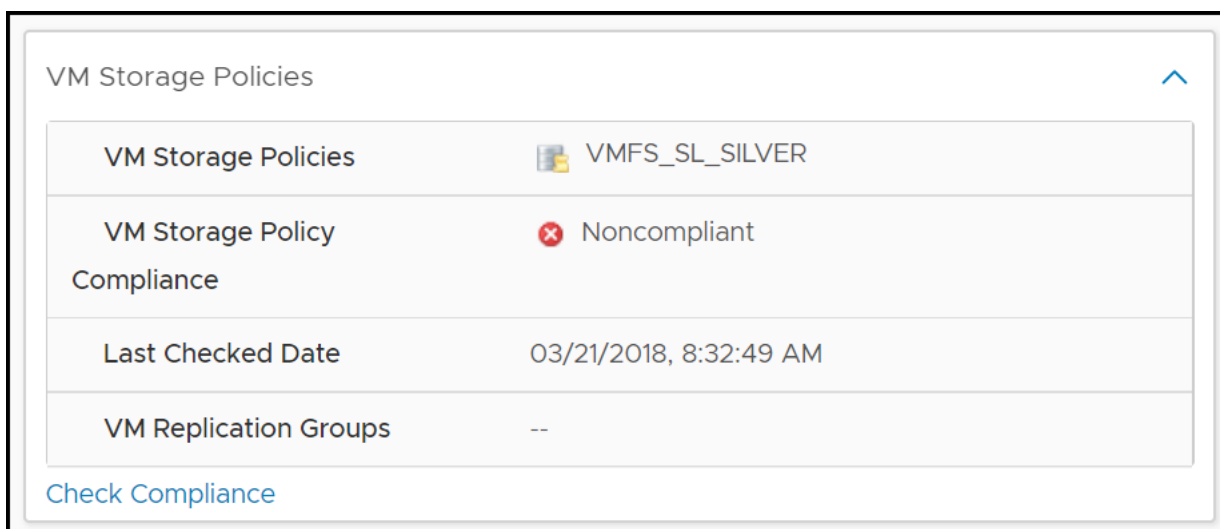 VM Storage Policies
VM Storage Policies VMFS_SL_SILVER
VM Storage Policy Noncompliant
Compliance
Last Checked Date 03/21/2018, 8:32:49 AM
VM Replication Groups --
Check Compliance